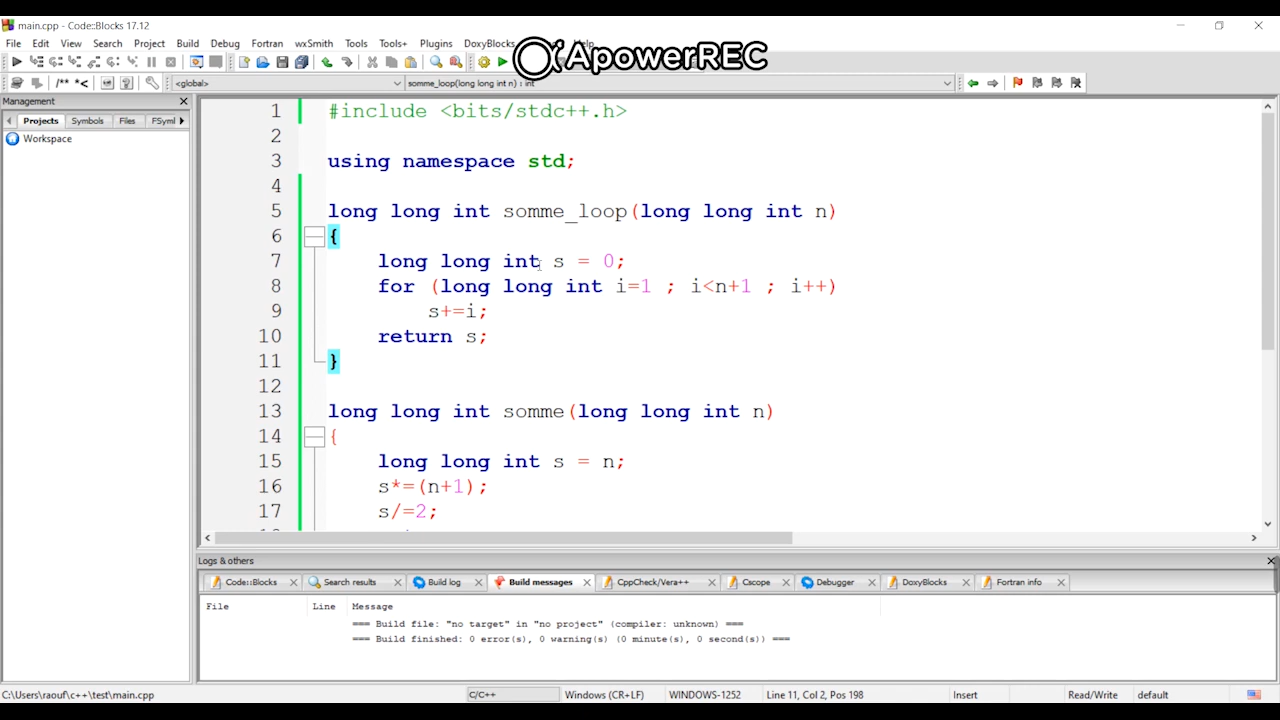 main.cpp - Code::Blocks 17.12
File Edit View Search Project Build Debug Fortran wxSmith Tools Tools+ Plugins DoxyBlocks Help
ApowerREC
/** *<
<global>
somme_loop(long long int n) : int
Management
Projects Symbols Files FSyml
Workspace
1 #include <bits/stdc++.h>
2
3 using namespace std;
4
5 long long int somme_loop(long long int n)
6 {
7 long long int s = 0;
8 for (long long int i=1 ; i<n+1 ; i++)
9 s+=i;
10 return s;
11 }
12
13 long long int somme(long long int n)
14 {
15 long long int s = n;
16 s*=(n+1);
17 s/=2;
Logs & others
Code::Blocks Search results Build log Build messages CppCheck/Vera++ Cscope Debugger DoxyBlocks Fortran info
File Line Message
=== Build file: "no target" in "no project" (compiler: unknown) ===
=== Build finished: 0 error(s), 0 warning(s) (0 minute(s), 0 second(s)) ===
C:\Users\raouf\c++\test\main.cpp C/C++ Windows (CR+LF) WINDOWS-1252 Line 11, Col 2, Pos 198 Insert Read/Write default